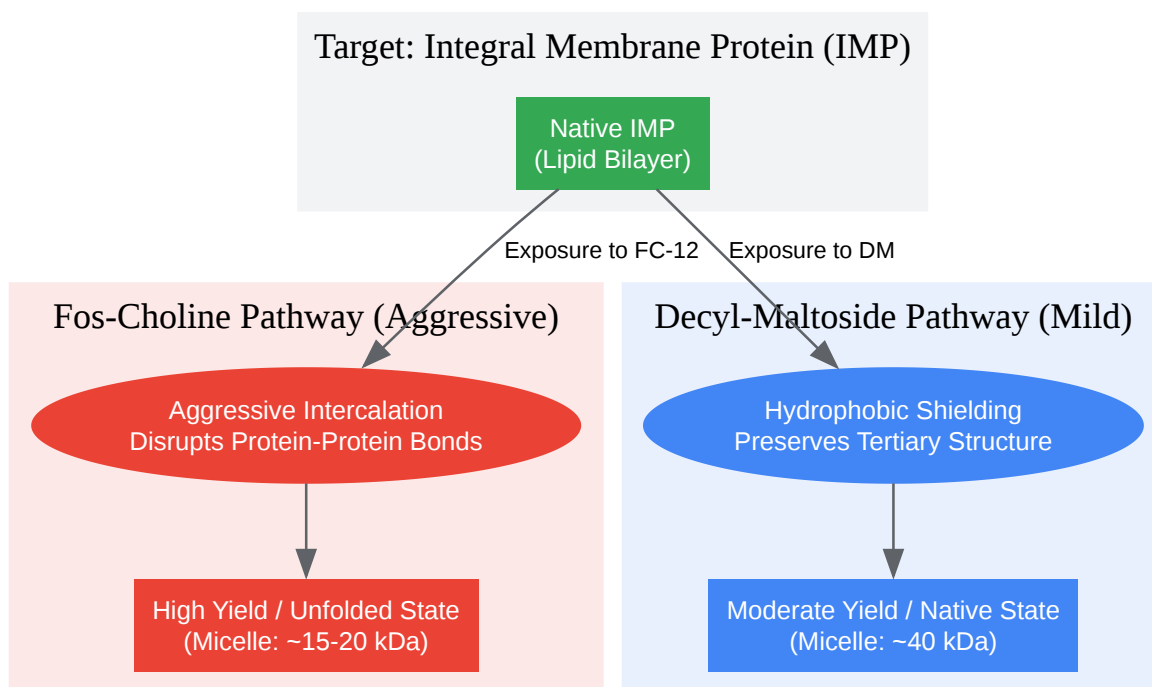 Target: Integral Membrane Protein (IMP)
Native IMP
(Lipid Bilayer)
Exposure to FC-12
Exposure to DM
Fos-Choline Pathway (Aggressive)
Aggressive Intercalation
Disrupts Protein-Protein Bonds
High Yield / Unfolded State
(Micelle: ~15-20 kDa)
Decyl-Maltoside Pathway (Mild)
Hydrophobic Shielding
Preserves Tertiary Structure
Moderate Yield / Native State
(Micelle: ~40 kDa)